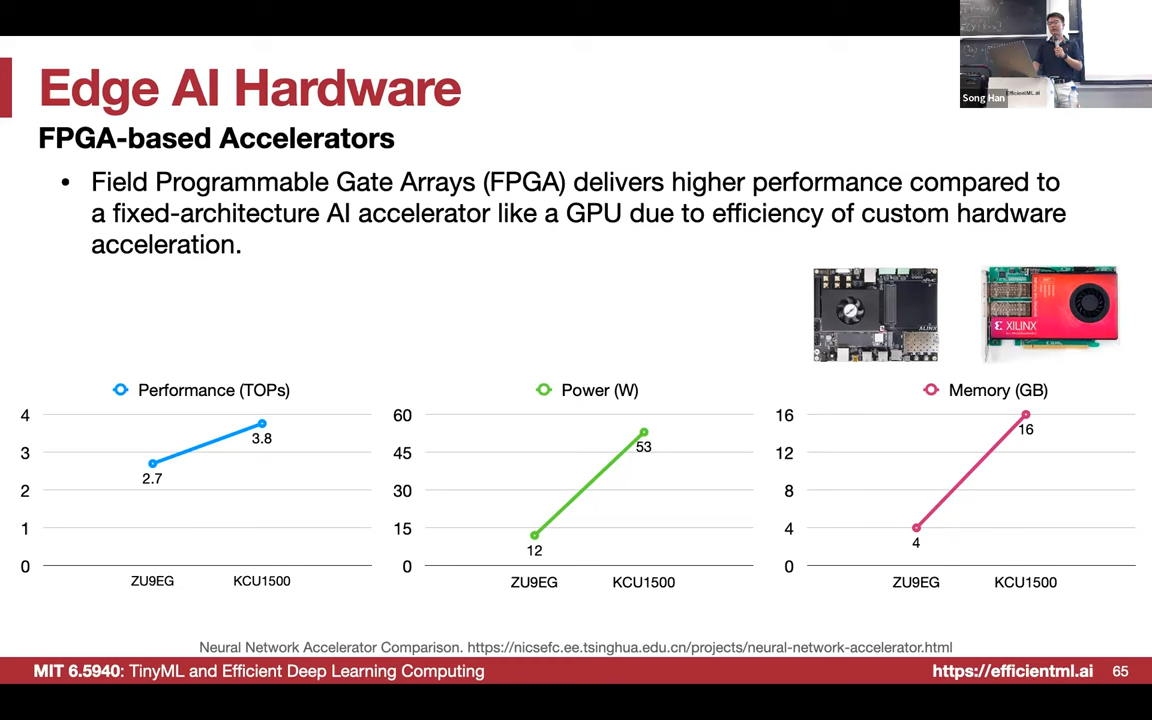 Edge AI Hardware
FPGA-based Accelerators
• Field Programmable Gate Arrays (FPGA) delivers higher performance compared to
a fixed-architecture AI accelerator like a GPU due to efficiency of custom hardware
acceleration.
Song Han
EfficientML.ai
ALINX
XILINX
Performance (TOPs)
4
3
2
1
0
2.7
3.8
ZU9EG
KCU1500
Power (W)
60
45
30
15
0
12
53
ZU9EG
KCU1500
Memory (GB)
16
12
8
4
0
4
16
ZU9EG
KCU1500
Neural Network Accelerator Comparison. https://nicsefc.ee.tsinghua.edu.cn/projects/neural-network-accelerator.html
MIT 6.5940: TinyML and Efficient Deep Learning Computing
https://efficientml.ai
65